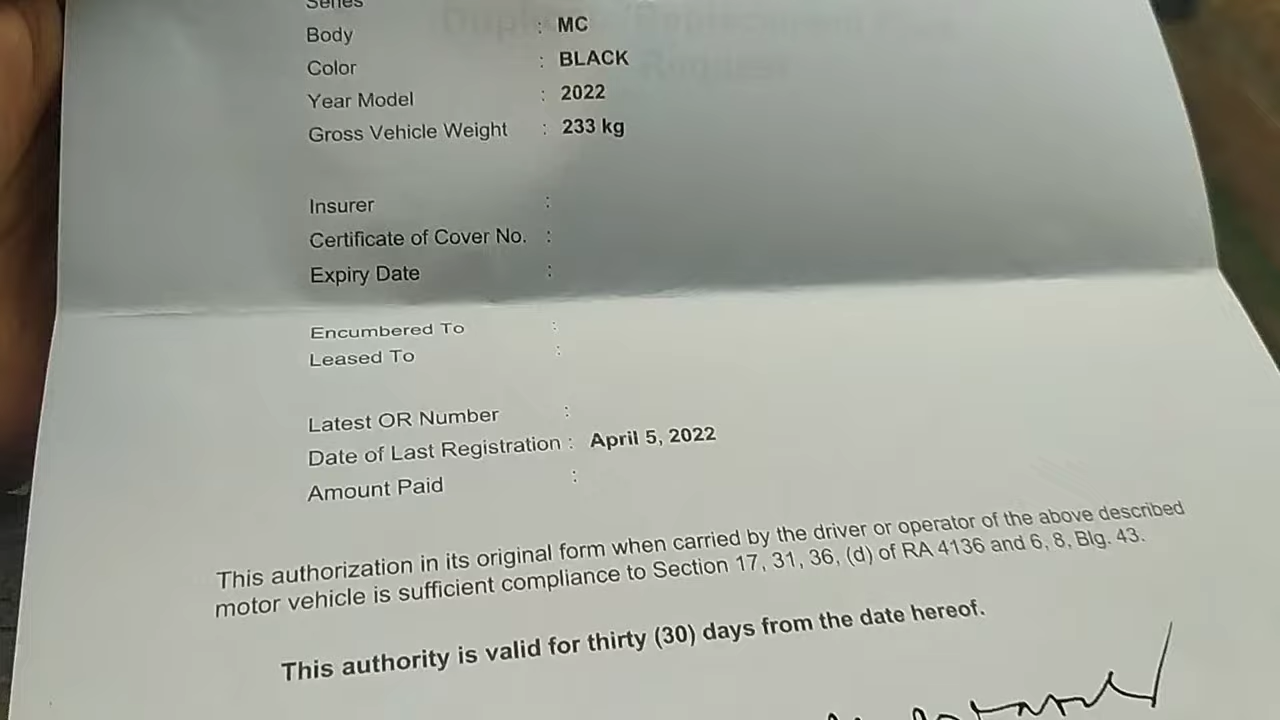 Series
Body : MC
Color : BLACK
Year Model : 2022
Gross Vehicle Weight : 233 kg
Insurer :
Certificate of Cover No. :
Expiry Date :
Encumbered To :
Leased To :
Latest OR Number :
Date of Last Registration : April 5, 2022
Amount Paid :
This authorization in its original form when carried by the driver or operator of the above described
motor vehicle is sufficient compliance to Section 17, 31, 36, (d) of RA 4136 and 6, 8, Blg. 43.
This authority is valid for thirty (30) days from the date hereof.